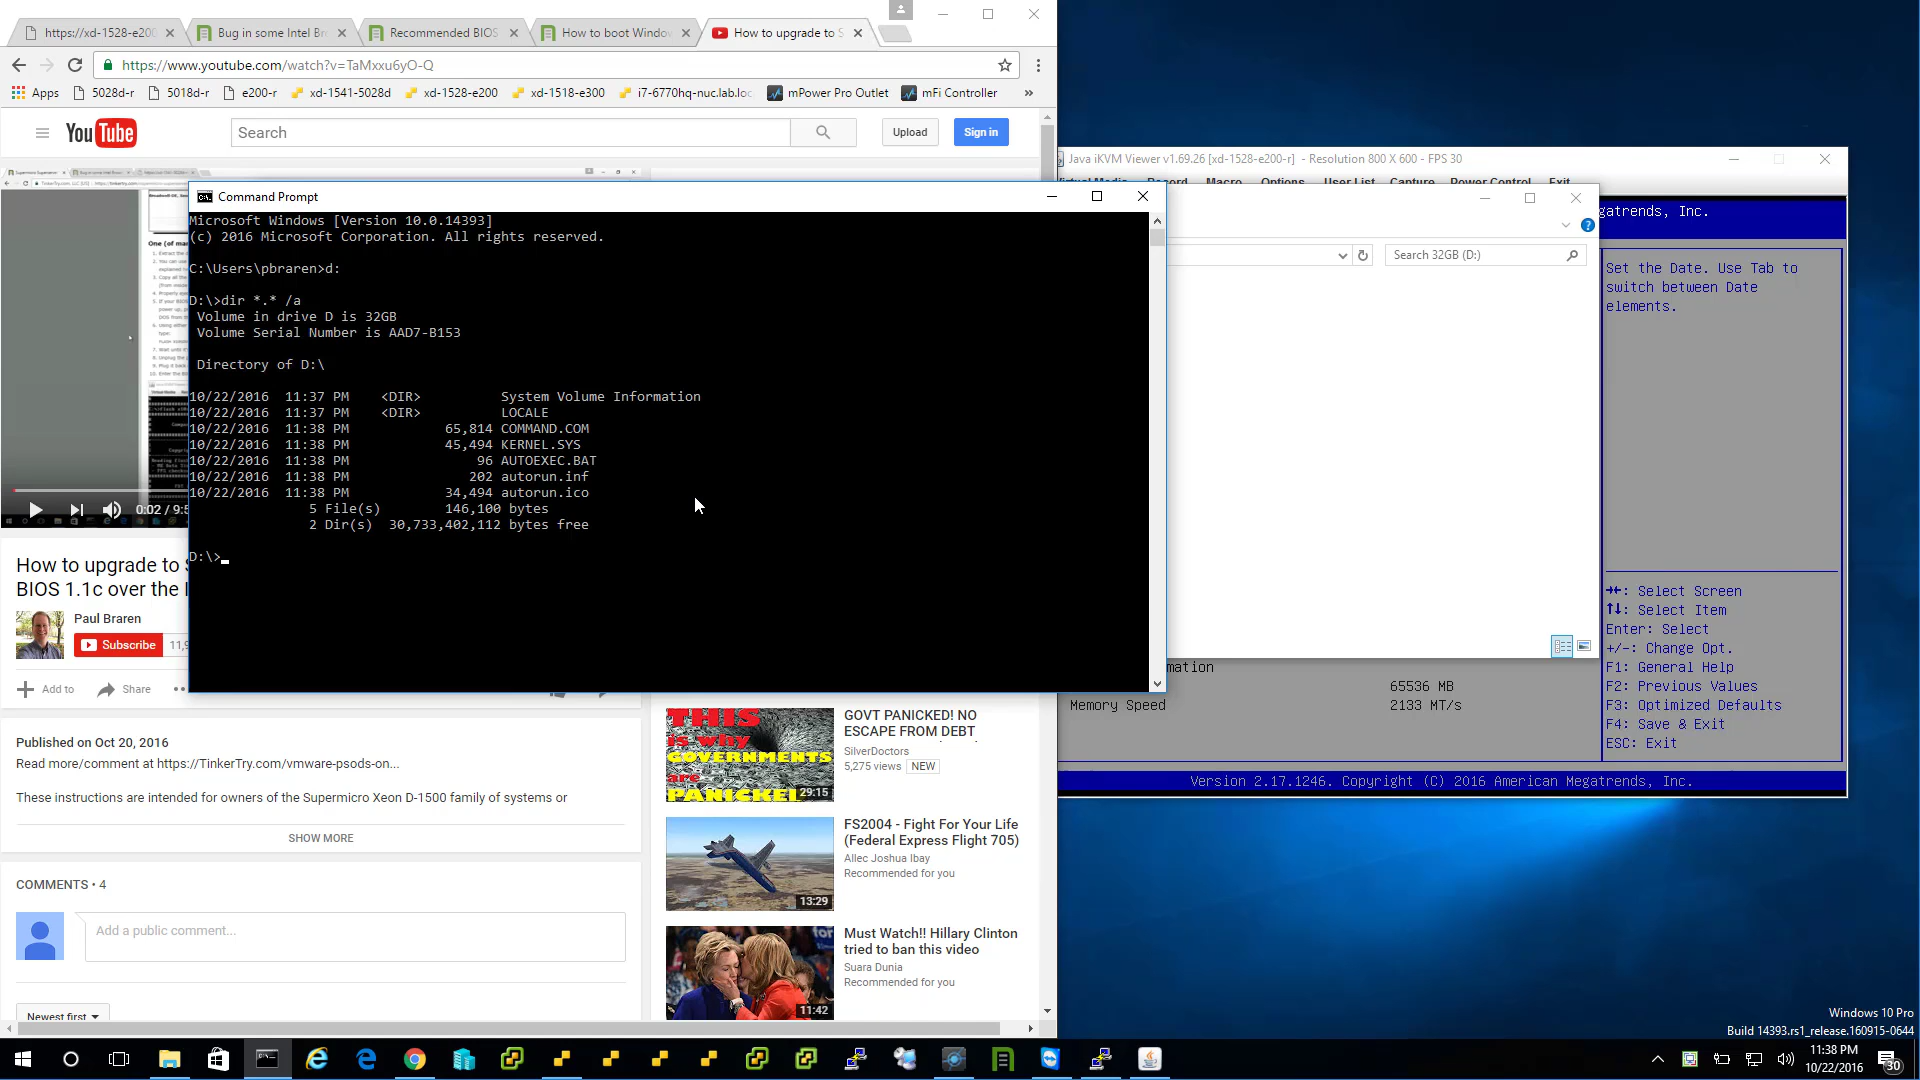 https://xd-1528-e200
Bug in some Intel Br
Recommended BIOS
How to boot Window
How to upgrade to S
https://www.youtube.com/watch?v=TaMxxu6yO-Q
Apps
5028d-r
5018d-r
e200-r
xd-1541-5028d
xd-1528-e200
xd-1518-e300
i7-6770hq-nuc.lab.loc
mPower Pro Outlet
mFi Controller
»
YouTube
Search
Upload
Sign in
0:02 / 9:5
How to upgrade to S
BIOS 1.1c over the I
Paul Braren
Subscribe
11,9
Add to
Share
Published on Oct 20, 2016
Read more/comment at https://TinkerTry.com/vmware-psods-on...
These instructions are intended for owners of the Supermicro Xeon D-1500 family of systems or
SHOW MORE
COMMENTS • 4
Add a public comment...
Newest first
Command Prompt
Microsoft Windows [Version 10.0.14393]
(c) 2016 Microsoft Corporation. All rights reserved.
C:\Users\pbraren>d:
D:\>dir *.* /a
Volume in drive D is 32GB
Volume Serial Number is AAD7-B153
Directory of D:\
10/22/2016 11:37 PM <DIR> System Volume Information
10/22/2016 11:37 PM <DIR> LOCALE
10/22/2016 11:38 PM 65,814 COMMAND.COM
10/22/2016 11:38 PM 45,494 KERNEL.SYS
10/22/2016 11:38 PM 96 AUTOEXEC.BAT
10/22/2016 11:38 PM 202 autorun.inf
10/22/2016 11:38 PM 34,494 autorun.ico
5 File(s) 146,100 bytes
2 Dir(s) 30,733,402,112 bytes free
D:\>
THIS
is why
GOVERNMENTS
are
PANICKED
29:15
GOVT PANICKED! NO
ESCAPE FROM DEBT
SilverDoctors
5,275 views NEW
13:29
FS2004 - Fight For Your Life
(Federal Express Flight 705)
Allec Joshua Ibay
Recommended for you
11:42
Must Watch!! Hillary Clinton
tried to ban this video
Suara Dunia
Recommended for you
Java iKVM Viewer v1.69.26 [xd-1528-e200-r] - Resolution 800 X 600 - FPS 30
Virtual Media Record Macro Options User List Capture Power Control Exit
Search 32GB (D:)
gatrends, Inc.
Set the Date. Use Tab to
switch between Date
elements.
: Select Screen
: Select Item
Enter: Select
+/-: Change Opt.
F1: General Help
F2: Previous Values
F3: Optimized Defaults
F4: Save & Exit
ESC: Exit
mation
65536 MB
Memory Speed 2133 MT/s
Version 2.17.1246. Copyright (C) 2016 American Megatrends, Inc.
Windows 10 Pro
Build 14393.rs1_release.160915-0644
11:38 PM
10/22/2016
30